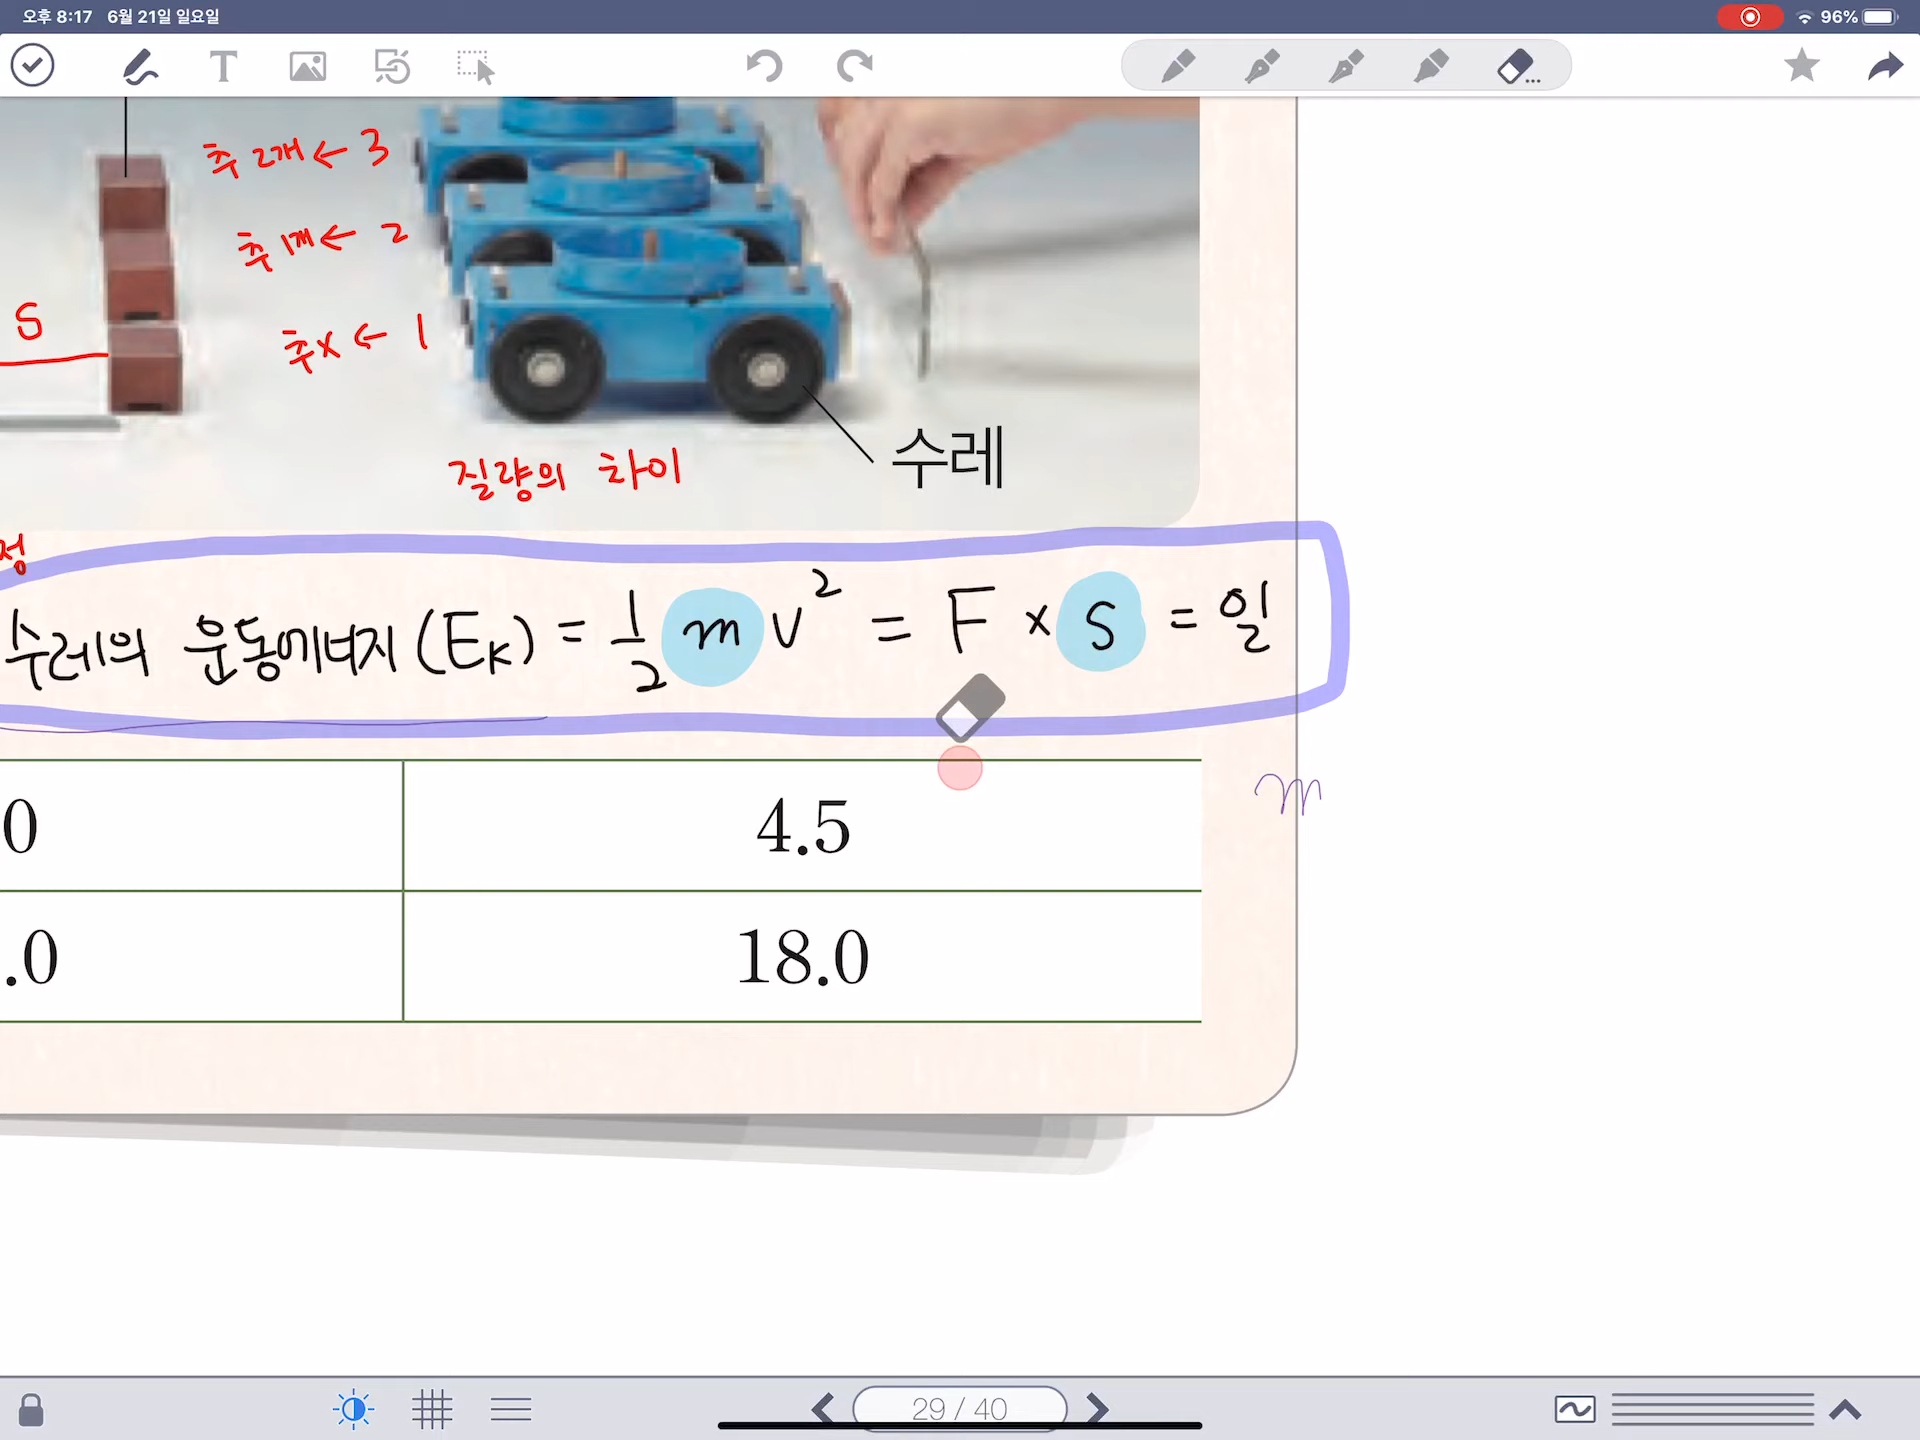 오후 8:17 6월 21일 일요일
96%
T
추 2개 ← 3
추 1개 ← 2
추x ← 1
S
질량의 차이
수레
정
수레의 운동에너지 (EK) = 1/2 m v² = F × S = 일
m
0
4.5
.0
18.0
29 / 40